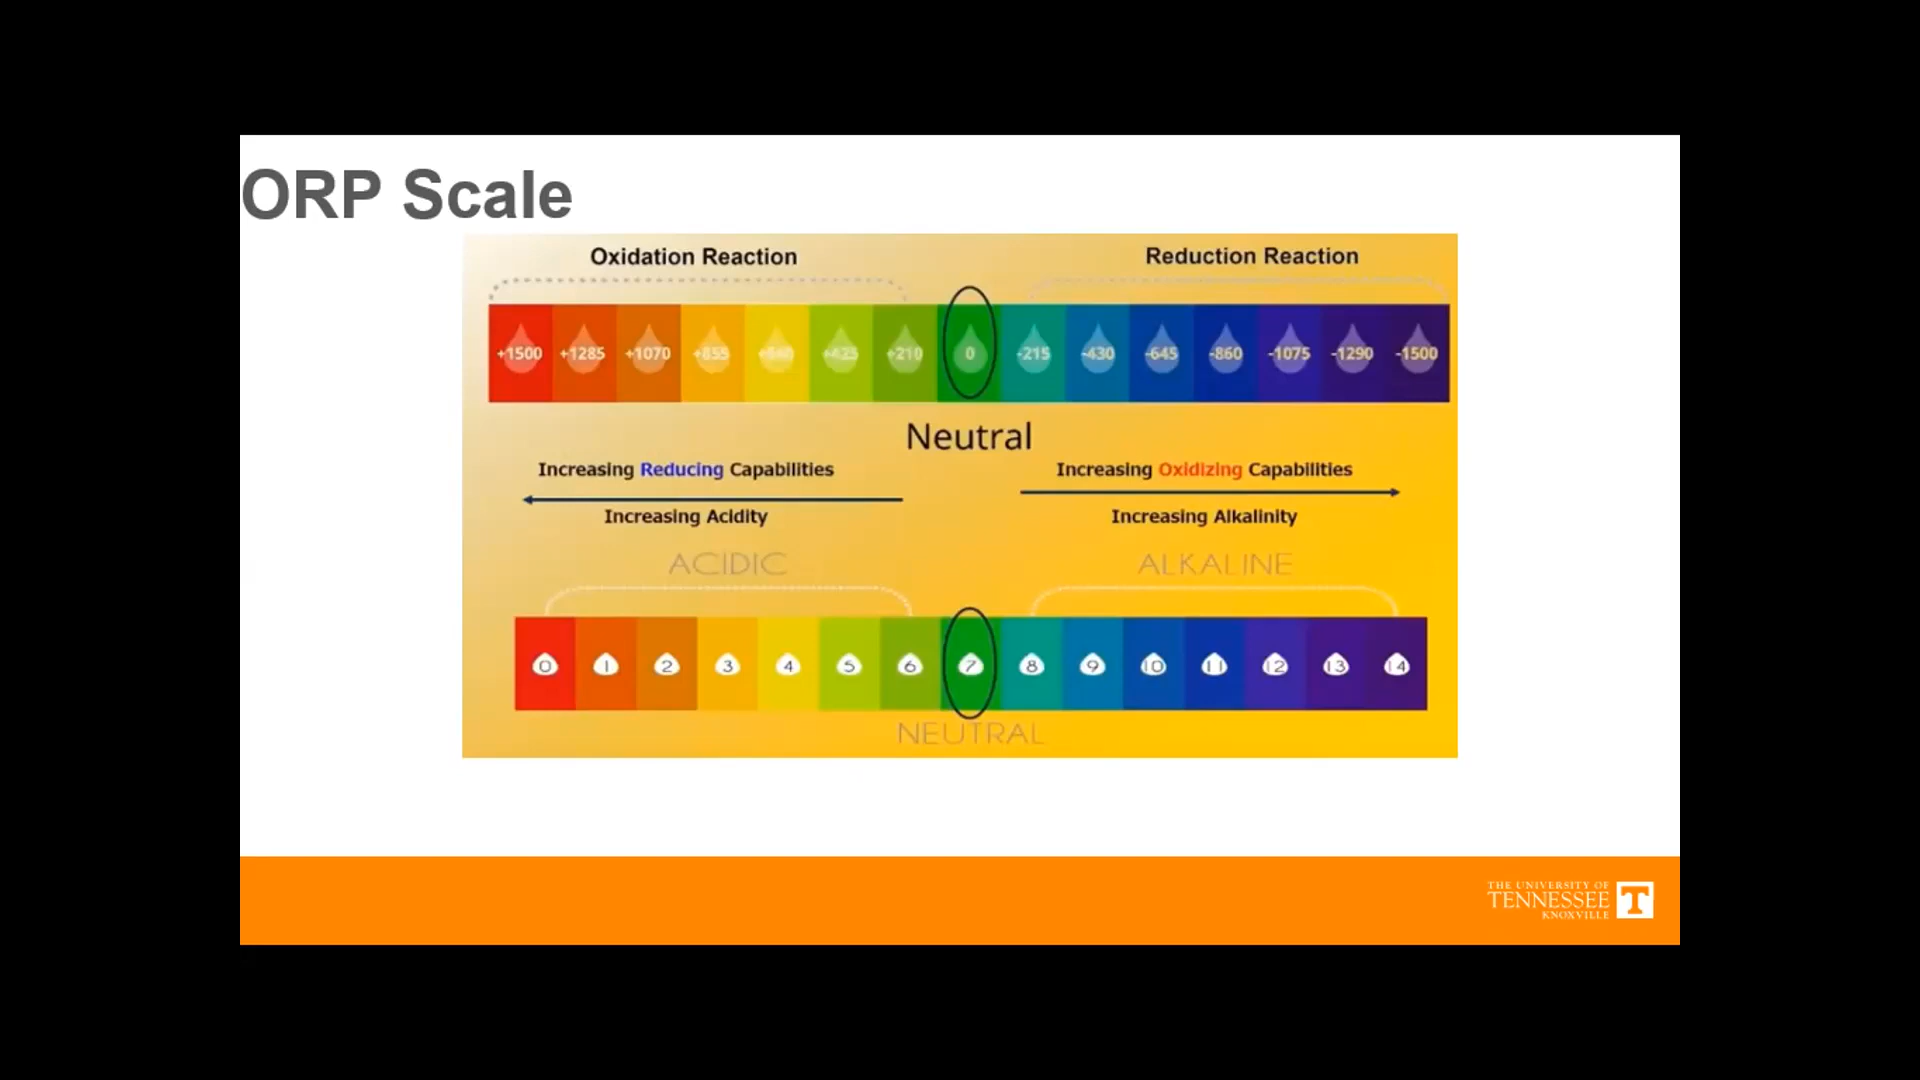 ORP Scale
Oxidation Reaction
Reduction Reaction
+1500 +1285 +1070 +855 +640 +425 +210 0 -215 -430 -645 -860 -1075 -1290 -1500
Neutral
Increasing Reducing Capabilities
Increasing Oxidizing Capabilities
Increasing Acidity
Increasing Alkalinity
ACIDIC
ALKALINE
0 1 2 3 4 5 6 7 8 9 10 11 12 13 14
NEUTRAL
THE UNIVERSITY OF
TENNESSEE
KNOXVILLE
T